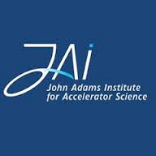 JAi
John Adams Institute
for Accelerator Science